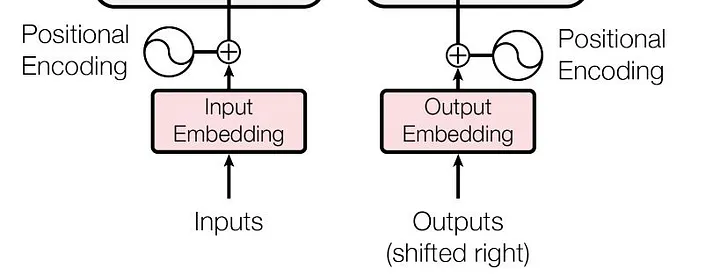 Positional
Encoding
Positional
Encoding
Input
Embedding
Output
Embedding
Inputs
Outputs
(shifted right)